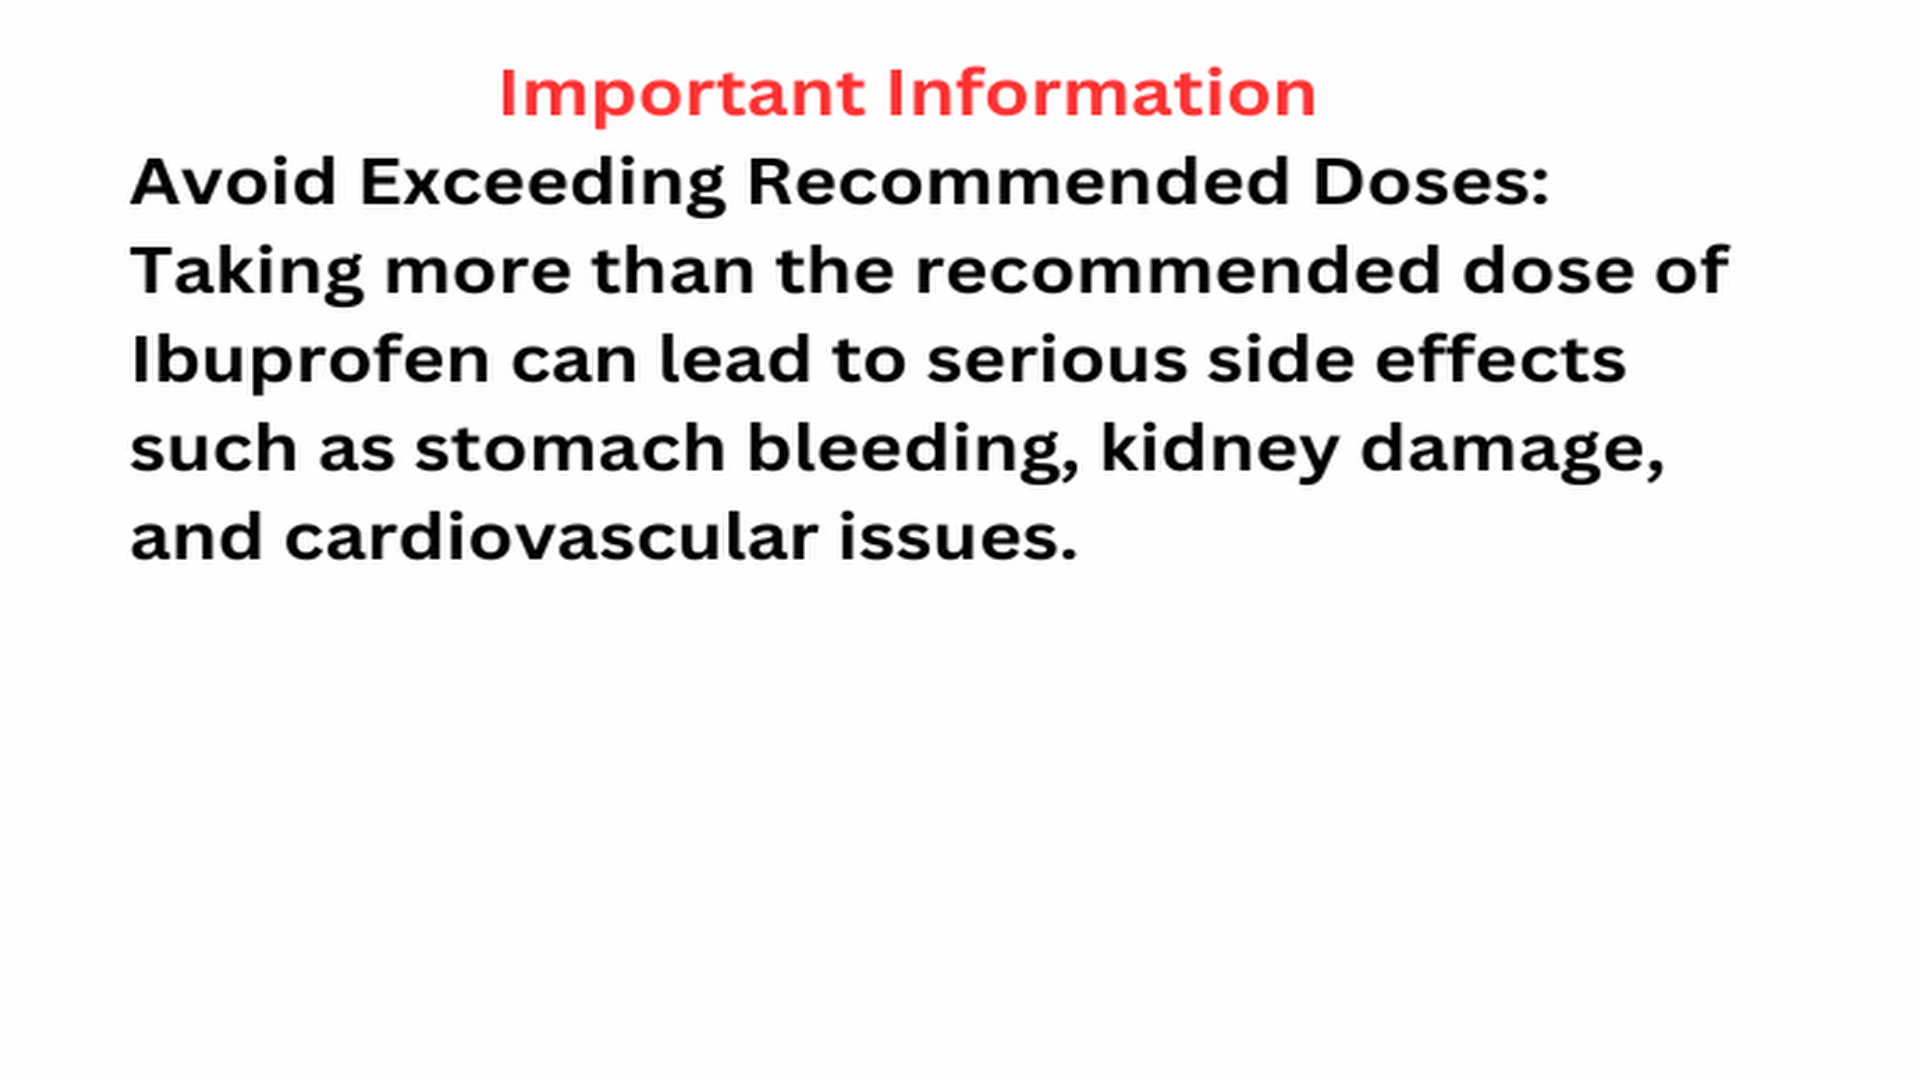 Important Information
Avoid Exceeding Recommended Doses:
Taking more than the recommended dose of
Ibuprofen can lead to serious side effects
such as stomach bleeding, kidney damage,
and cardiovascular issues.